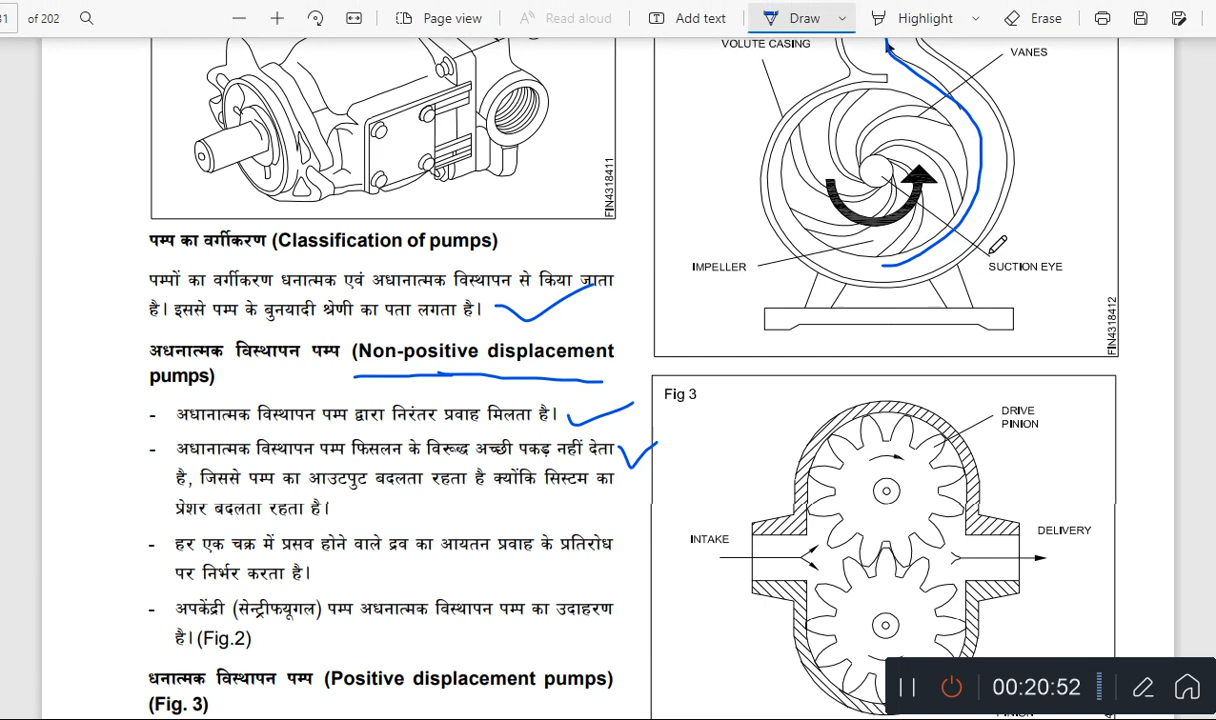 31
of 202
Page view
Read aloud
Add text
Draw
Highlight
Erase
FIN4318411
पम्प का वर्गीकरण (Classification of pumps)
पम्पों का वर्गीकरण धनात्मक एवं अधानात्मक विस्थापन से किया जाता
है। इससे पम्प के बुनयादी श्रेणी का पता लगता है।
अधनात्मक विस्थापन पम्प (Non-positive displacement
pumps)
- अधानात्मक विस्थापन पम्प द्वारा निरंतर प्रवाह मिलता है।
- अधानात्मक विस्थापन पम्प फिसलन के विरूद्ध अच्छी पकड़ नहीं देता
है, जिससे पम्प का आउटपुट बदलता रहता है क्योंकि सिस्टम का
प्रेशर बदलता रहता है।
- हर एक चक्र में प्रसव होने वाले द्रव का आयतन प्रवाह के प्रतिरोध
पर निर्भर करता है।
- अपकेंद्री (सेन्ट्रीफयूगल) पम्प अधनात्मक विस्थापन पम्प का उदाहरण
है। (Fig.2)
धनात्मक विस्थापन पम्प (Positive displacement pumps)
(Fig. 3)
VOLUTE CASING
VANES
IMPELLER
SUCTION EYE
FIN4318412
Fig 3
DRIVE
PINION
INTAKE
DELIVERY
00:20:52